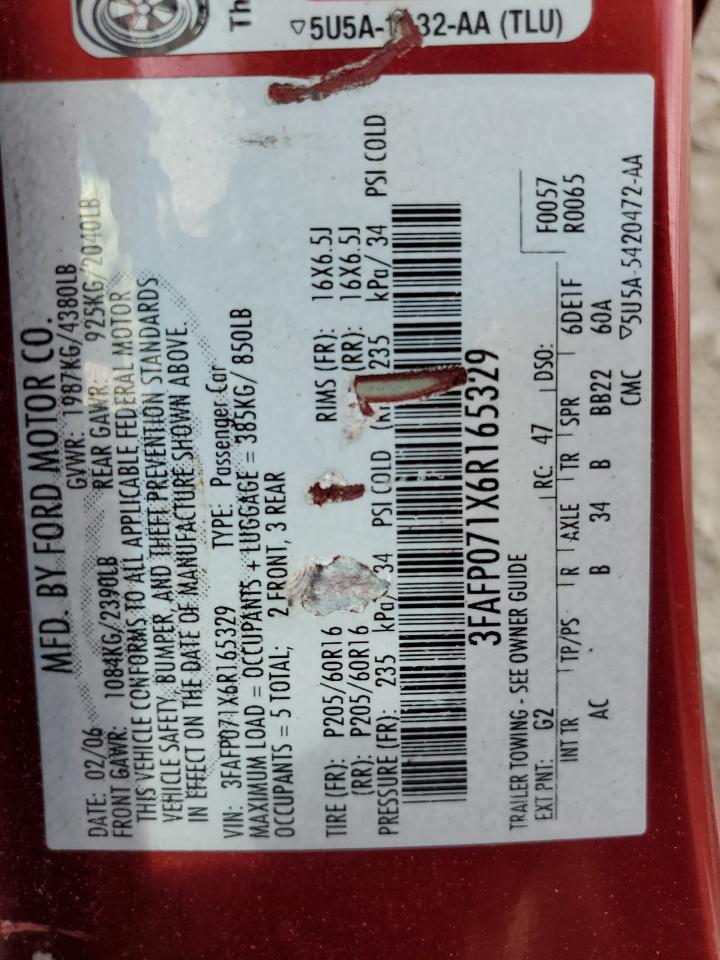 Th
▽5U5A- 32-AA (TLU)
MFD. BY FORD MOTOR CO.
DATE: 02/06 GVWR: 1987KG/4380LB
FRONT GAWR: 1084KG/2390LB REAR GAWR: 925KG/2040LB
THIS VEHICLE CONFORMS TO ALL APPLICABLE FEDERAL MOTOR
VEHICLE SAFETY, BUMPER, AND THEFT PREVENTION STANDARDS
IN EFFECT ON THE DATE OF MANUFACTURE SHOWN ABOVE.
VIN: 3FAFP071X6R165329 TYPE: Passenger Car
MAXIMUM LOAD = OCCUPANTS + LUGGAGE = 385KG/ 850LB
OCCUPANTS = 5 TOTAL; 2 FRONT, 3 REAR
TIRE (FR): P205/60R16 RIMS (FR): 16X6.5J
(RR): P205/60R16 (RR): 16X6.5J
PRESSURE (FR): 235 kPa/ 34 PSI COLD 235 kPa/ 34 PSI COLD
3FAFP071X6R165329
TRAILER TOWING - SEE OWNER GUIDE F0057
EXT PNT: G2 RC: 47 DSO: R0065
INT TR TP/PS R AXLE TR SPR 6DE1F
AC B 34 B BB22 60A
CMC ▽5U5A-5420472-AA